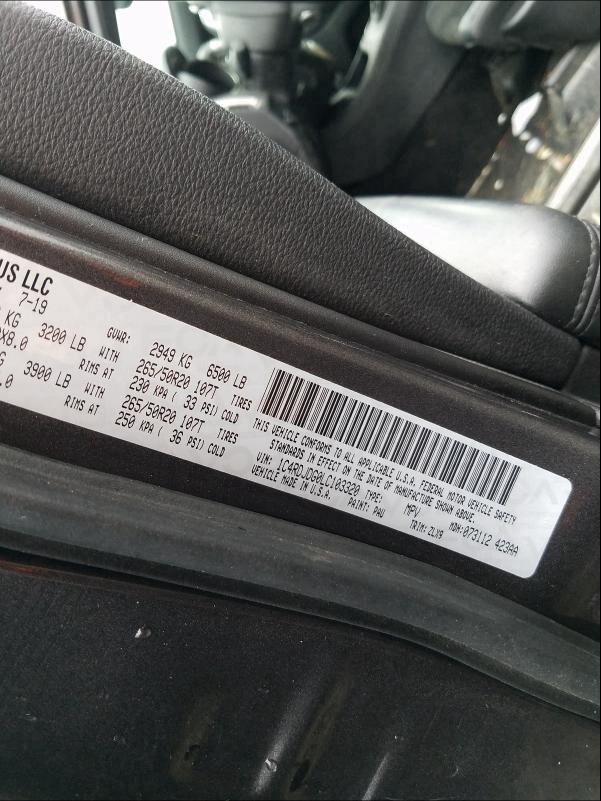 US LLC
7-19
KG 3200 LB GVWR: 2949 KG 6500 LB
X8.0 RIMS AT WITH 265/50R20 107T TIRES
230 KPA ( 33 PSI) COLD
G 3900 LB WITH 265/50R20 107T TIRES
.0 RIMS AT 250 KPA ( 36 PSI) COLD
THIS VEHICLE CONFORMS TO ALL APPLICABLE U.S.A. FEDERAL MOTOR VEHICLE SAFETY
STANDARDS IN EFFECT ON THE DATE OF MANUFACTURE SHOWN ABOVE.
VIN: 1C4RDJDG0LC103320 TYPE: MPV MDH:073112 423AA
VEHICLE MADE IN U.S.A. PAINT: PAU TRIM: ZLX9